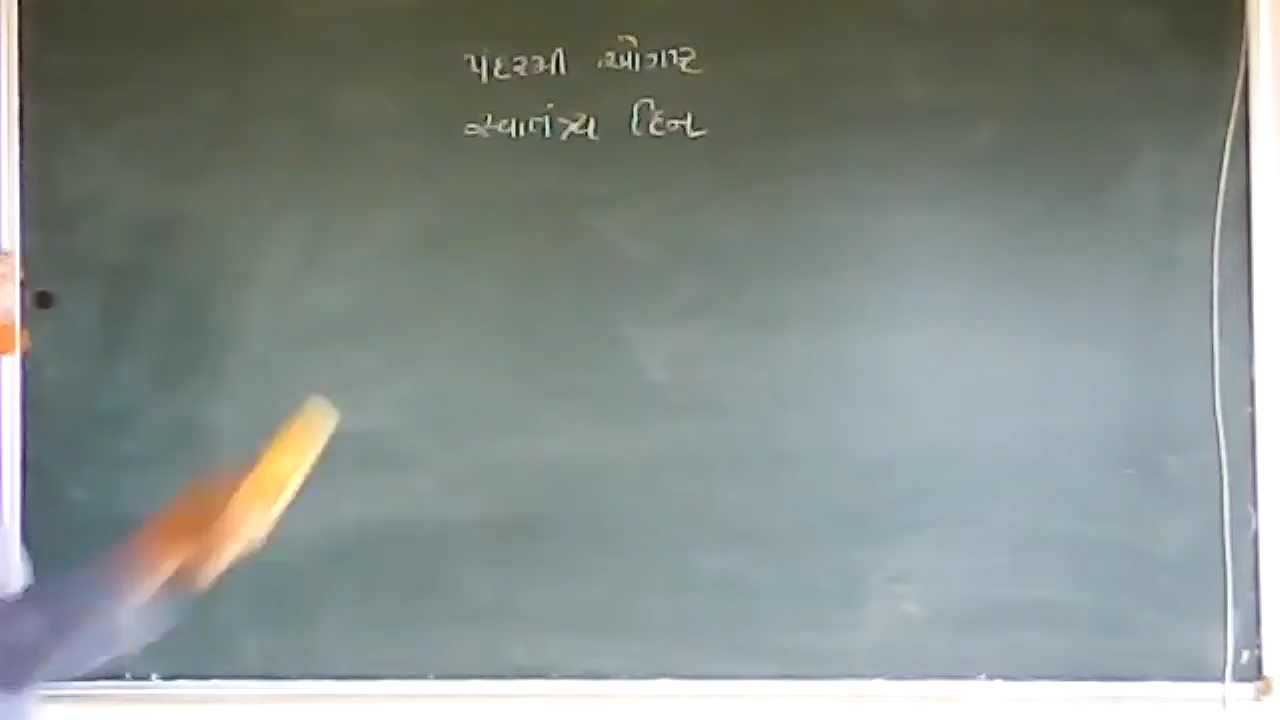 પંદરમી ઓગષ્ટ
સ્વાતંત્ર્ય દિન